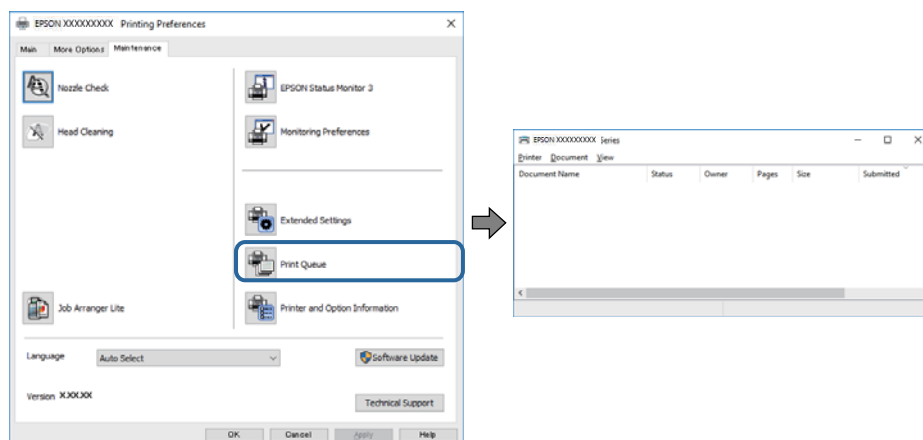 EPSON XXXXXXXXX Printing Preferences
Main More Options Maintenance
Nozzle Check
Head Cleaning
Job Arranger Lite
EPSON Status Monitor 3
Monitoring Preferences
Extended Settings
Print Queue
Printer and Option Information
Language Auto Select Software Update
Version X.XX.XX
Technical Support
OK Cancel Apply Help
EPSON XXXXXXXXXX Series
Printer Document View
Document Name Status Owner Pages Size Submitted